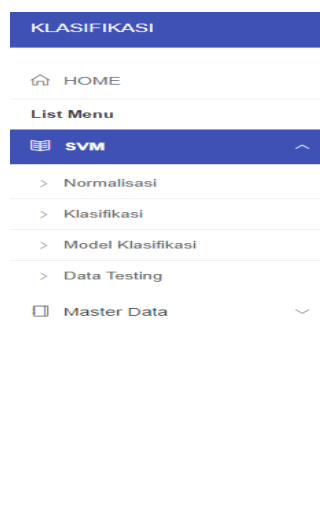 KLASIFIKASI
HOME
List Menu
SVM
> Normalisasi
> Klasifikasi
> Model Klasifikasi
> Data Testing
Master Data